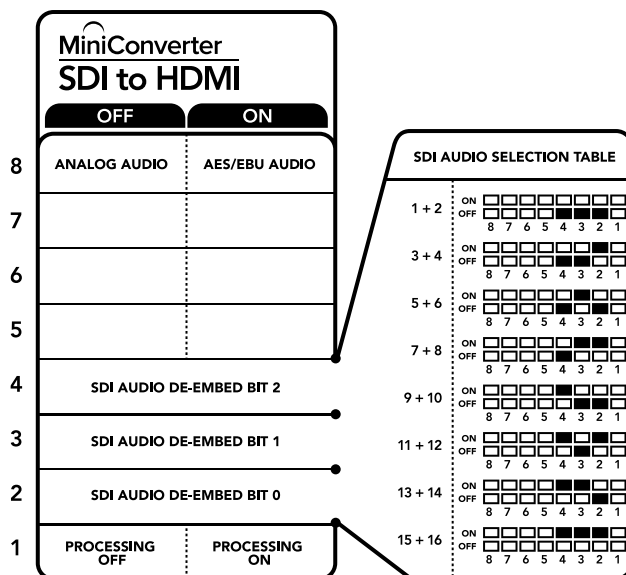 MiniConverter
SDI to HDMI
OFF ON
8 ANALOG AUDIO AES/EBU AUDIO
7
6
5
4 SDI AUDIO DE-EMBED BIT 2
3 SDI AUDIO DE-EMBED BIT 1
2 SDI AUDIO DE-EMBED BIT 0
1 PROCESSING OFF PROCESSING ON
SDI AUDIO SELECTION TABLE
1 + 2 ON
OFF
8 7 6 5 4 3 2 1
3 + 4 ON
OFF
8 7 6 5 4 3 2 1
5 + 6 ON
OFF
8 7 6 5 4 3 2 1
7 + 8 ON
OFF
8 7 6 5 4 3 2 1
9 + 10 ON
OFF
8 7 6 5 4 3 2 1
11 + 12 ON
OFF
8 7 6 5 4 3 2 1
13 + 14 ON
OFF
8 7 6 5 4 3 2 1
15 + 16 ON
OFF
8 7 6 5 4 3 2 1